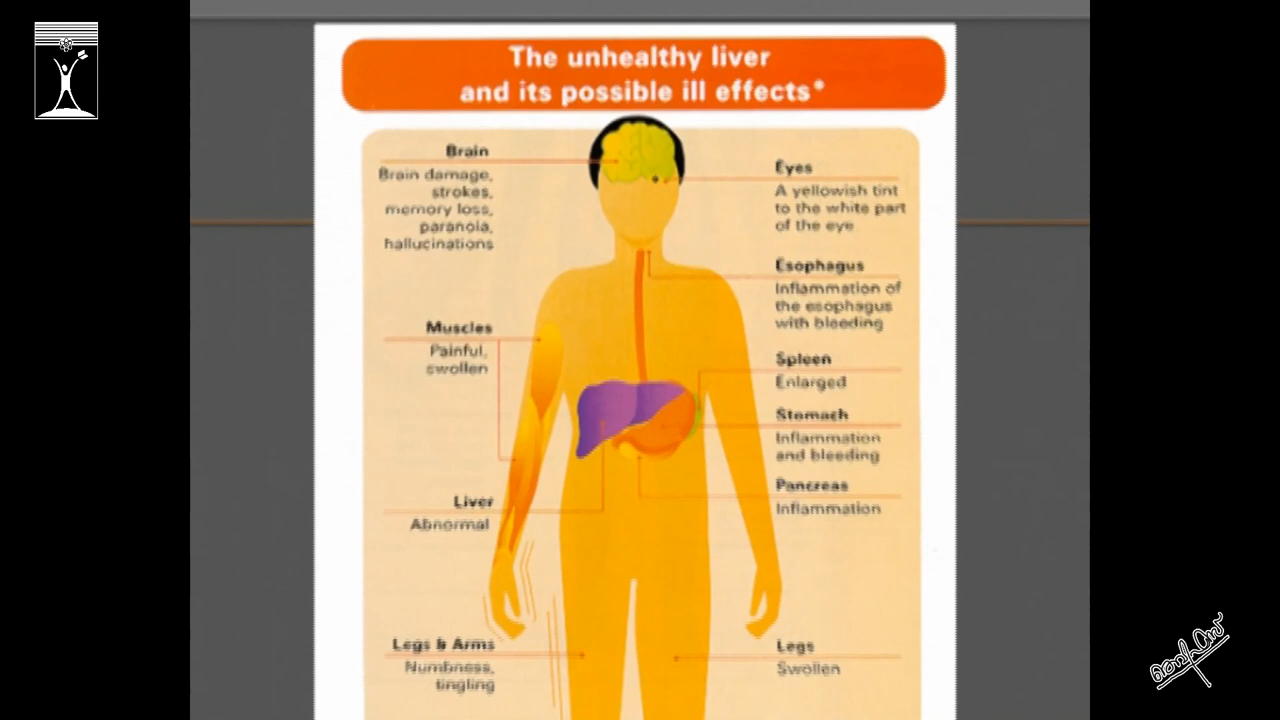 The unhealthy liver
and its possible ill effects*
Brain
Brain damage,
strokes,
memory loss,
paranoia,
hallucinations
Muscles
Painful,
swollen
Liver
Abnormal
Legs & Arms
Numbness,
tingling
Eyes
A yellowish tint
to the white part
of the eye
Esophagus
Inflammation of
the esophagus
with bleeding
Spleen
Enlarged
Stomach
Inflammation
and bleeding
Pancreas
Inflammation
Legs
Swollen